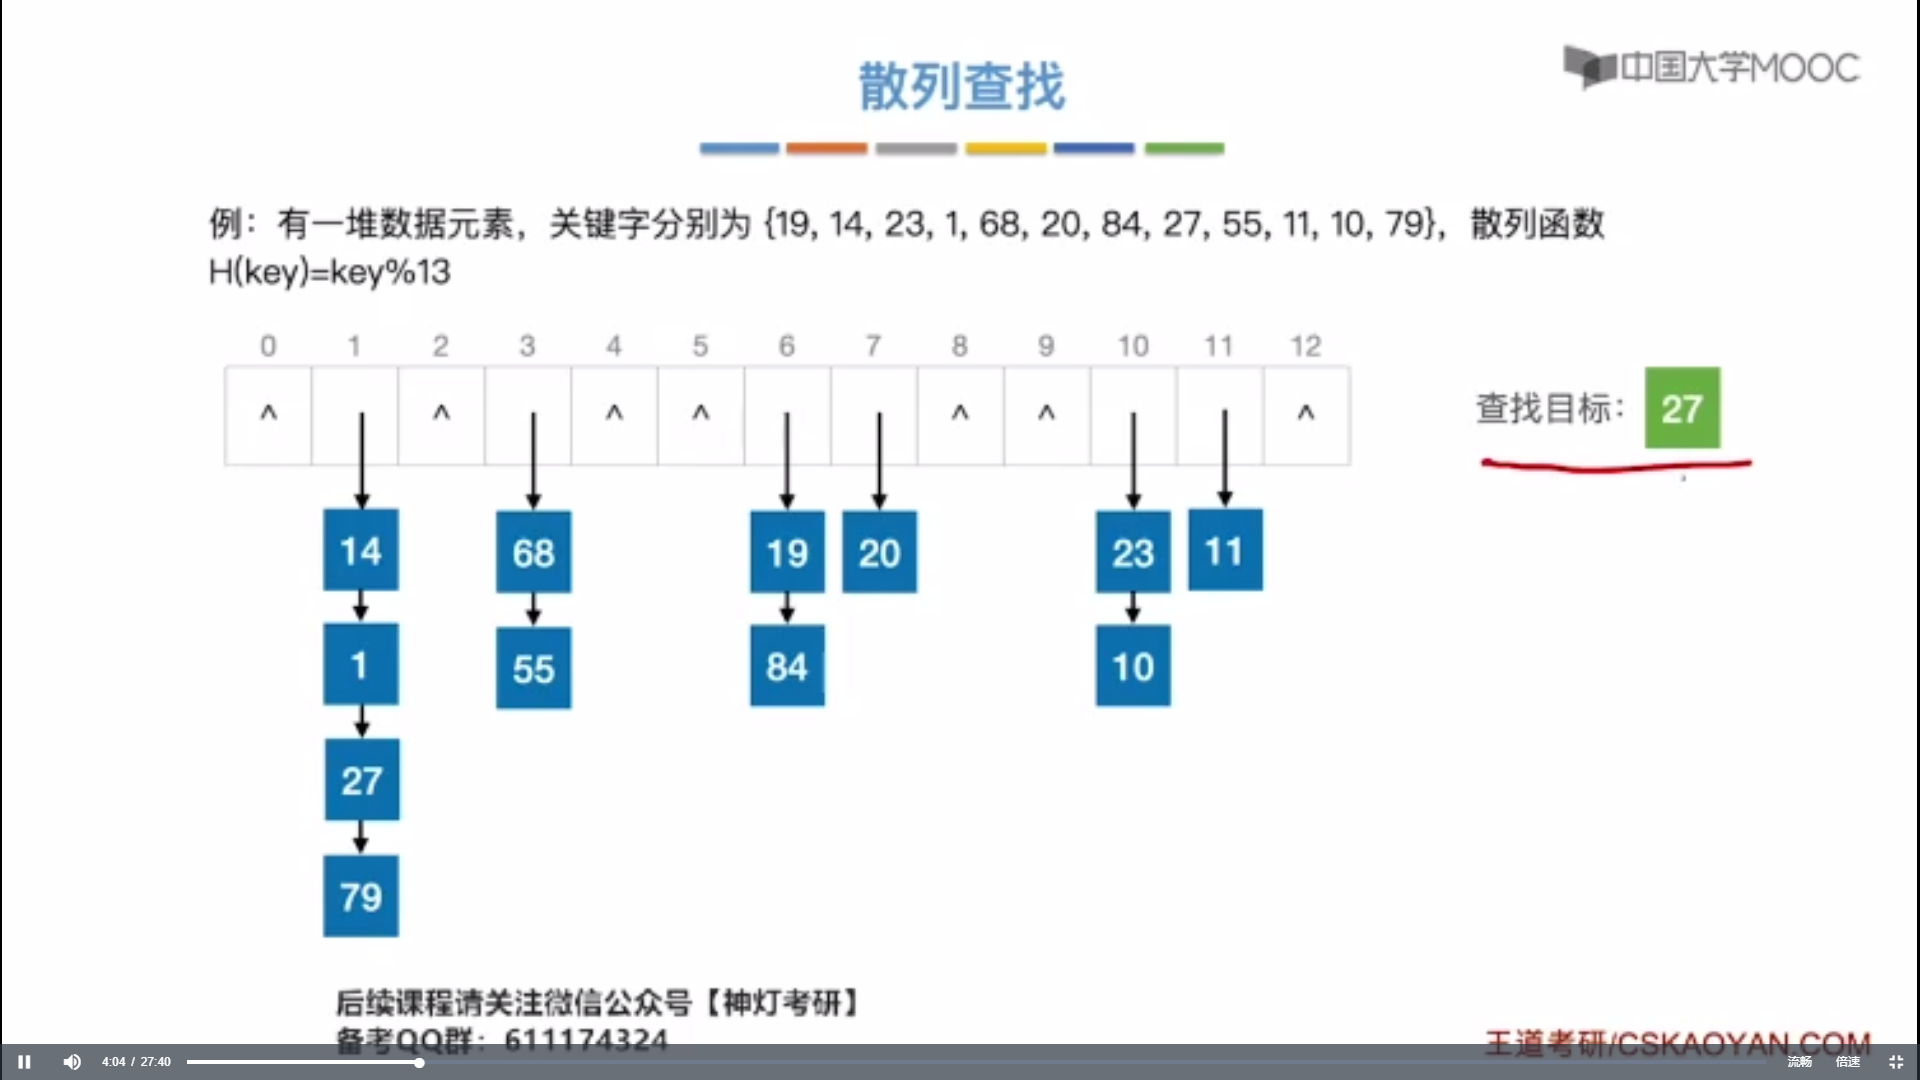 中国大学MOOC
散列查找
例：有一堆数据元素，关键字分别为 {19, 14, 23, 1, 68, 20, 84, 27, 55, 11, 10, 79}，散列函数
H(key)=key%13
0 1 2 3 4 5 6 7 8 9 10 11 12
^ ^ ^ ^ ^ ^ ^
查找目标： 27
14 68 19 20 23 11
1 55 84 10
27
79
后续课程请关注微信公众号【神灯考研】
备考QQ群：611174324
王道考研/CSKAOYAN.COM
4:04 / 27:40
流畅 倍速